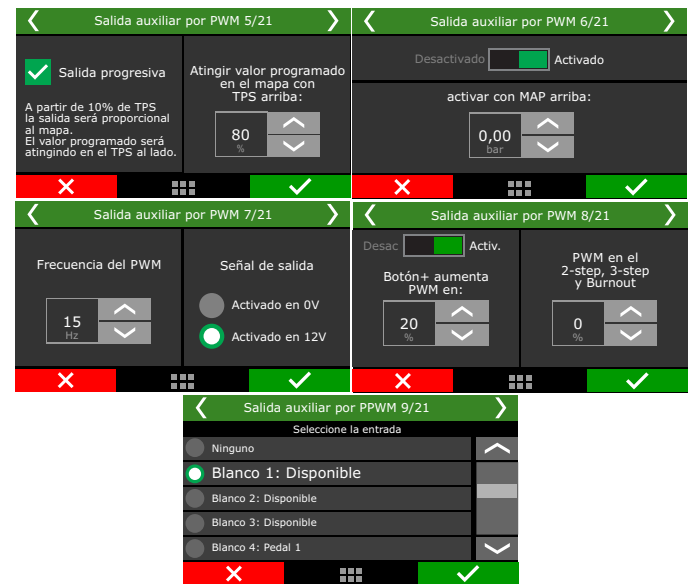 Salida auxiliar por PWM 5/21
Salida progresiva
A partir de 10% de TPS
la salida será proporcional
al mapa.
El valor programado será
atingindo en el TPS al lado.
Atingir valor programado
en el mapa con
TPS arriba:
80
%
Salida auxiliar por PWM 6/21
Desactivado
Activado
activar con MAP arriba:
0,00
bar
Salida auxiliar por PWM 7/21
Frecuencia del PWM
15
Hz
Señal de salida
Activado en 0V
Activado en 12V
Salida auxiliar por PWM 8/21
Desac
Activ.
Botón+ aumenta
PWM en:
20
%
PWM en el
2-step, 3-step
y Burnout
0
%
Salida auxiliar por PPWM 9/21
Seleccione la entrada
Ninguno
Blanco 1: Disponible
Blanco 2: Disponible
Blanco 3: Disponible
Blanco 4: Pedal 1